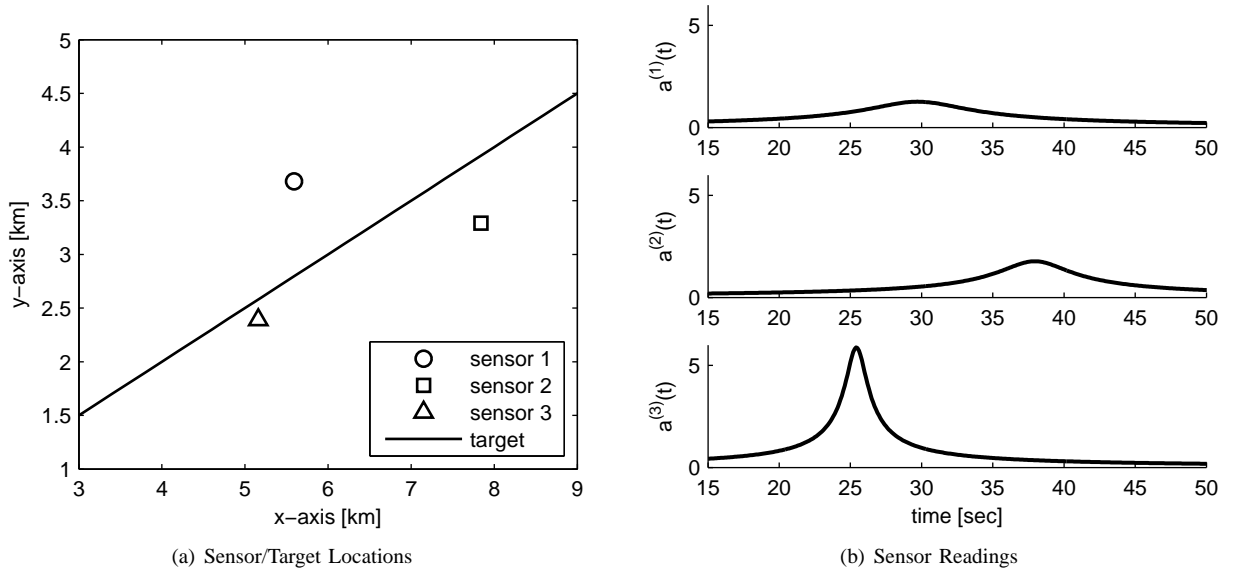 5
4.5
4
3.5
3
2.5
2
1.5
1
y−axis [km]
3 4 5 6 7 8 9
x−axis [km]
sensor 1
sensor 2
sensor 3
target
(a) Sensor/Target Locations
5
0
a(1)(t)
15 20 25 30 35 40 45 50
5
0
a(2)(t)
15 20 25 30 35 40 45 50
5
0
a(3)(t)
15 20 25 30 35 40 45 50
time [sec]
(b) Sensor Readings